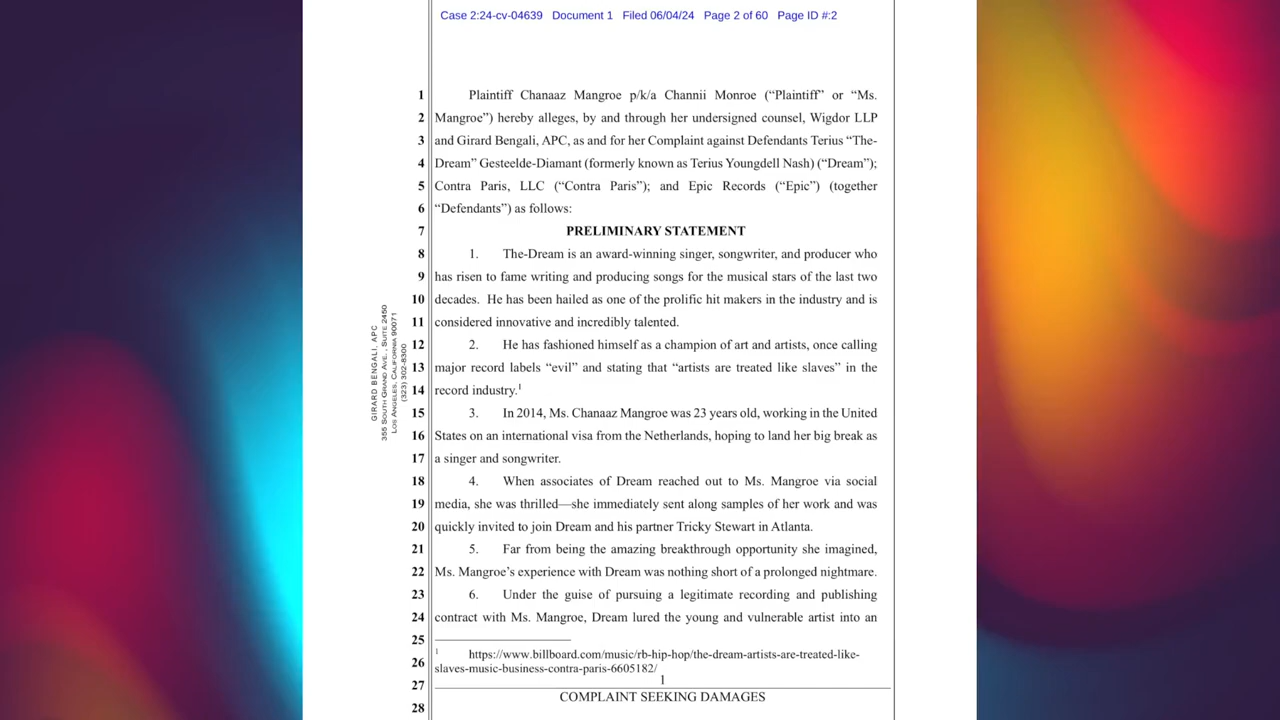 Case 2:24-cv-04639 Document 1 Filed 06/04/24 Page 2 of 60 Page ID #:2
1 Plaintiff Chanaaz Mangroe p/k/a Channii Monroe (“Plaintiff” or “Ms.
2 Mangroe”) hereby alleges, by and through her undersigned counsel, Wigdor LLP
3 and Girard Bengali, APC, as and for her Complaint against Defendants Terius “The-
4 Dream” Gesteelde-Diamant (formerly known as Terius Youngdell Nash) (“Dream”);
5 Contra Paris, LLC (“Contra Paris”); and Epic Records (“Epic”) (together
6 “Defendants”) as follows:
7 PRELIMINARY STATEMENT
8 1. The-Dream is an award-winning singer, songwriter, and producer who
9 has risen to fame writing and producing songs for the musical stars of the last two
10 decades. He has been hailed as one of the prolific hit makers in the industry and is
11 considered innovative and incredibly talented.
12 2. He has fashioned himself as a champion of art and artists, once calling
13 major record labels “evil” and stating that “artists are treated like slaves” in the
14 record industry.1
15 3. In 2014, Ms. Chanaaz Mangroe was 23 years old, working in the United
16 States on an international visa from the Netherlands, hoping to land her big break as
17 a singer and songwriter.
18 4. When associates of Dream reached out to Ms. Mangroe via social
19 media, she was thrilled—she immediately sent along samples of her work and was
20 quickly invited to join Dream and his partner Tricky Stewart in Atlanta.
21 5. Far from being the amazing breakthrough opportunity she imagined,
22 Ms. Mangroe’s experience with Dream was nothing short of a prolonged nightmare.
23 6. Under the guise of pursuing a legitimate recording and publishing
24 contract with Ms. Mangroe, Dream lured the young and vulnerable artist into an
25
1 https://www.billboard.com/music/rb-hip-hop/the-dream-artists-are-treated-like-
26 slaves-music-business-contra-paris-6605182/
1
27
COMPLAINT SEEKING DAMAGES
28
GIRARD BENGALI, APC
355 SOUTH GRAND AVE., SUITE 2450
LOS ANGELES, CALIFORNIA 90071
(323) 302-8300